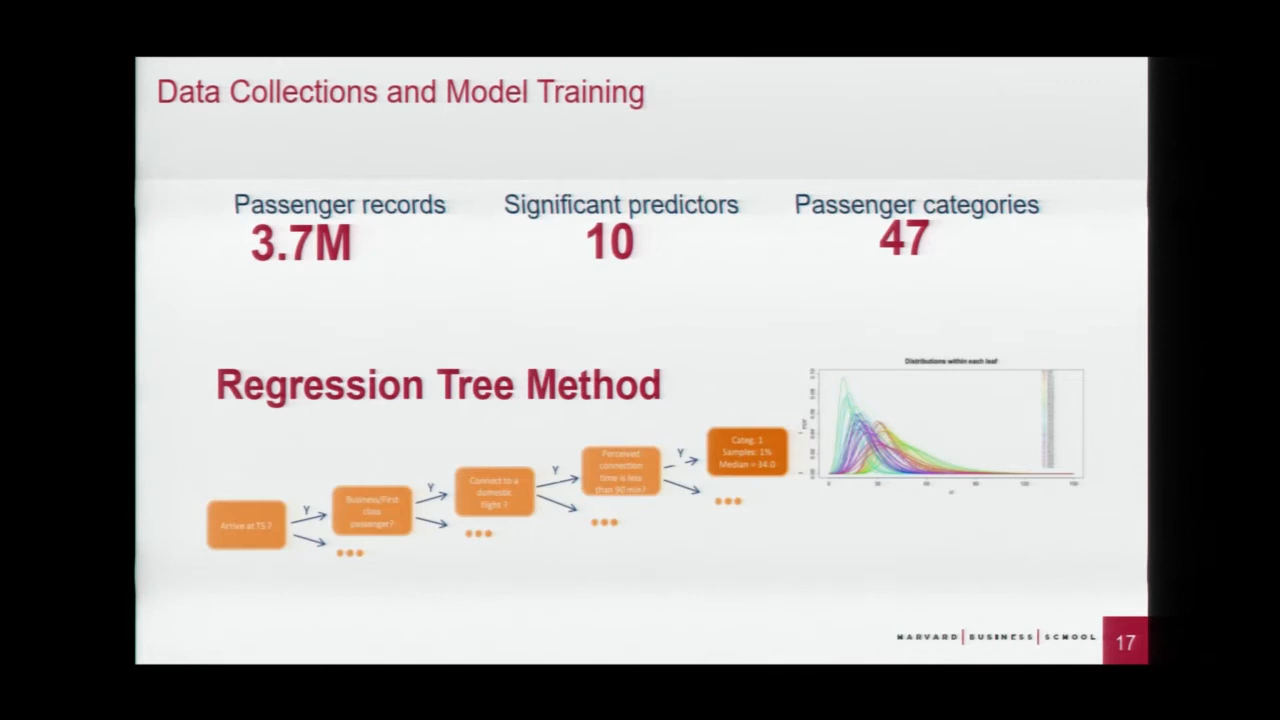 Data Collections and Model Training
Passenger records
3.7M
Significant predictors
10
Passenger categories
47
Regression Tree Method
Arrive at T5 ?
Y
Business/First
class
passenger?
Y
Connect to a
domestic
flight ?
Y
Perceived
connection
time is less
than 90 min?
Y
Categ. 1
Samples: 1%
Median = 34.0
Distributions within each leaf
HARVARD | BUSINESS | SCHOOL
17